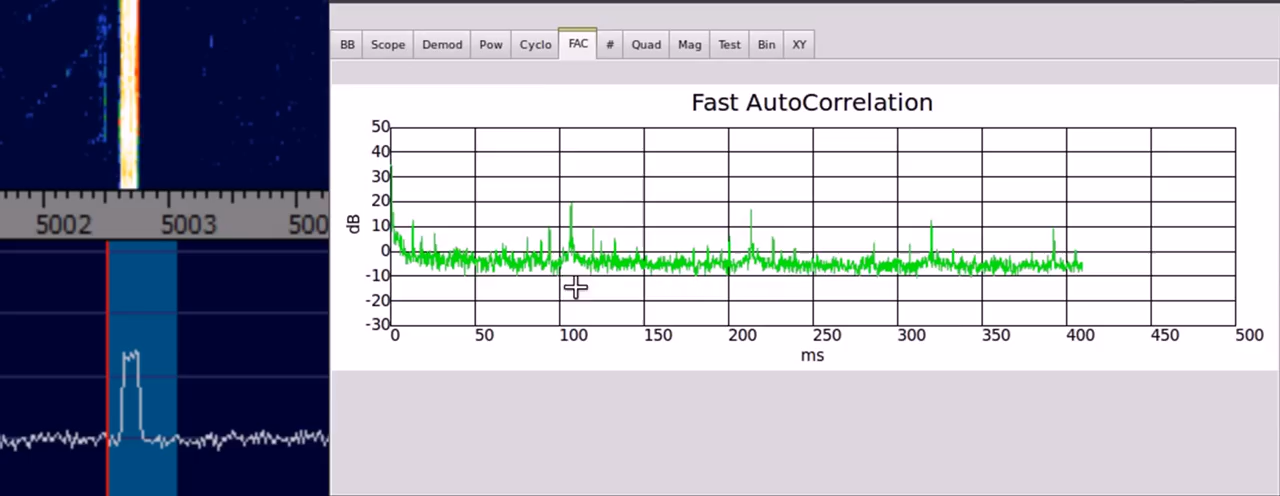 BB Scope Demod Pow Cyclo FAC # Quad Mag Test Bin XY
Fast AutoCorrelation
50
40
30
20
10
0
-10
-20
-30
dB
0 50 100 150 200 250 300 350 400 450 500
ms
5002 5003 500